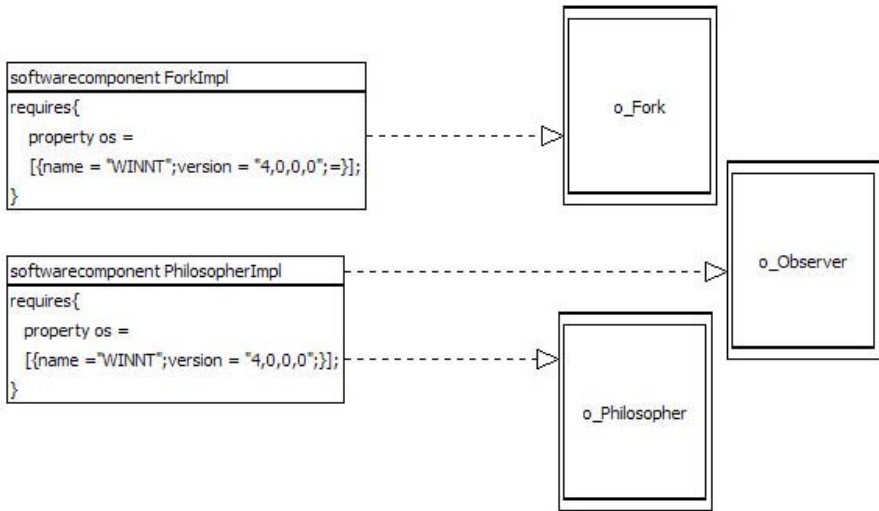 softwarecomponent ForkImpl
requires{
property os =
[{name = "WINNT";version = "4,0,0,0";=}];
}
o_Fork
softwarecomponent PhilosopherImpl
requires{
property os =
[{name ="WINNT";version = "4,0,0,0";}];
}
o_Observer
o_Philosopher